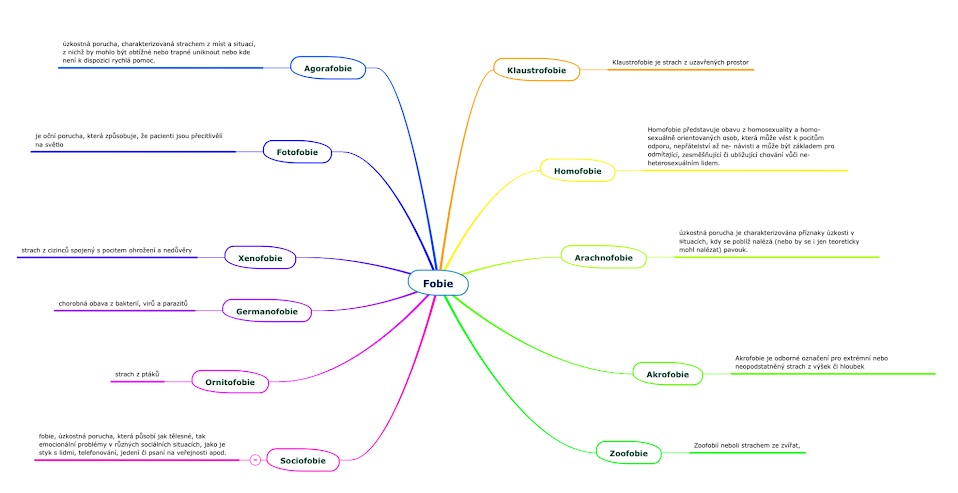 úzkostná porucha, charakterizovaná strachem z míst a situací,
z nichž by mohlo být obtížné nebo trapné uniknout nebo kde
není k dispozici rychlá pomoc.
Agorafobie
je oční porucha, která způsobuje, že pacienti jsou přecitlivělí
na světlo
Fotofobie
strach z cizinců spojený s pocitem ohrožení a nedůvěry
Xenofobie
chorobná obava z bakterií, virů a parazitů
Germanofobie
strach z ptáků
Ornitofobie
fobie, úzkostná porucha, která působí jak tělesné, tak
emocionální problémy v různých sociálních situacích, jako je
styk s lidmi, telefonování, jedení či psaní na veřejnosti apod.
Sociofobie
Fobie
Klaustrofobie
Klaustrofobie je strach z uzavřených prostor
Homofobie
Homofobie představuje obavu z homosexuality a homo-
sexuálně orientovaných osob, která může vést k pocitům
odporu, nepřátelství až ne- návisti a může být základem pro
odmítající, zesměšňující či ubližující chování vůči ne-
heterosexuálním lidem.
Arachnofobie
úzkostná porucha je charakterizována příznaky úzkosti v
situacích, kdy se poblíž nalézá (nebo by se i jen teoreticky
mohl nalézat) pavouk.
Akrofobie
Akrofobie je odborné označení pro extrémní nebo
neopodstatněný strach z výšek či hloubek
Zoofobie
Zoofobií neboli strachem ze zvířat,